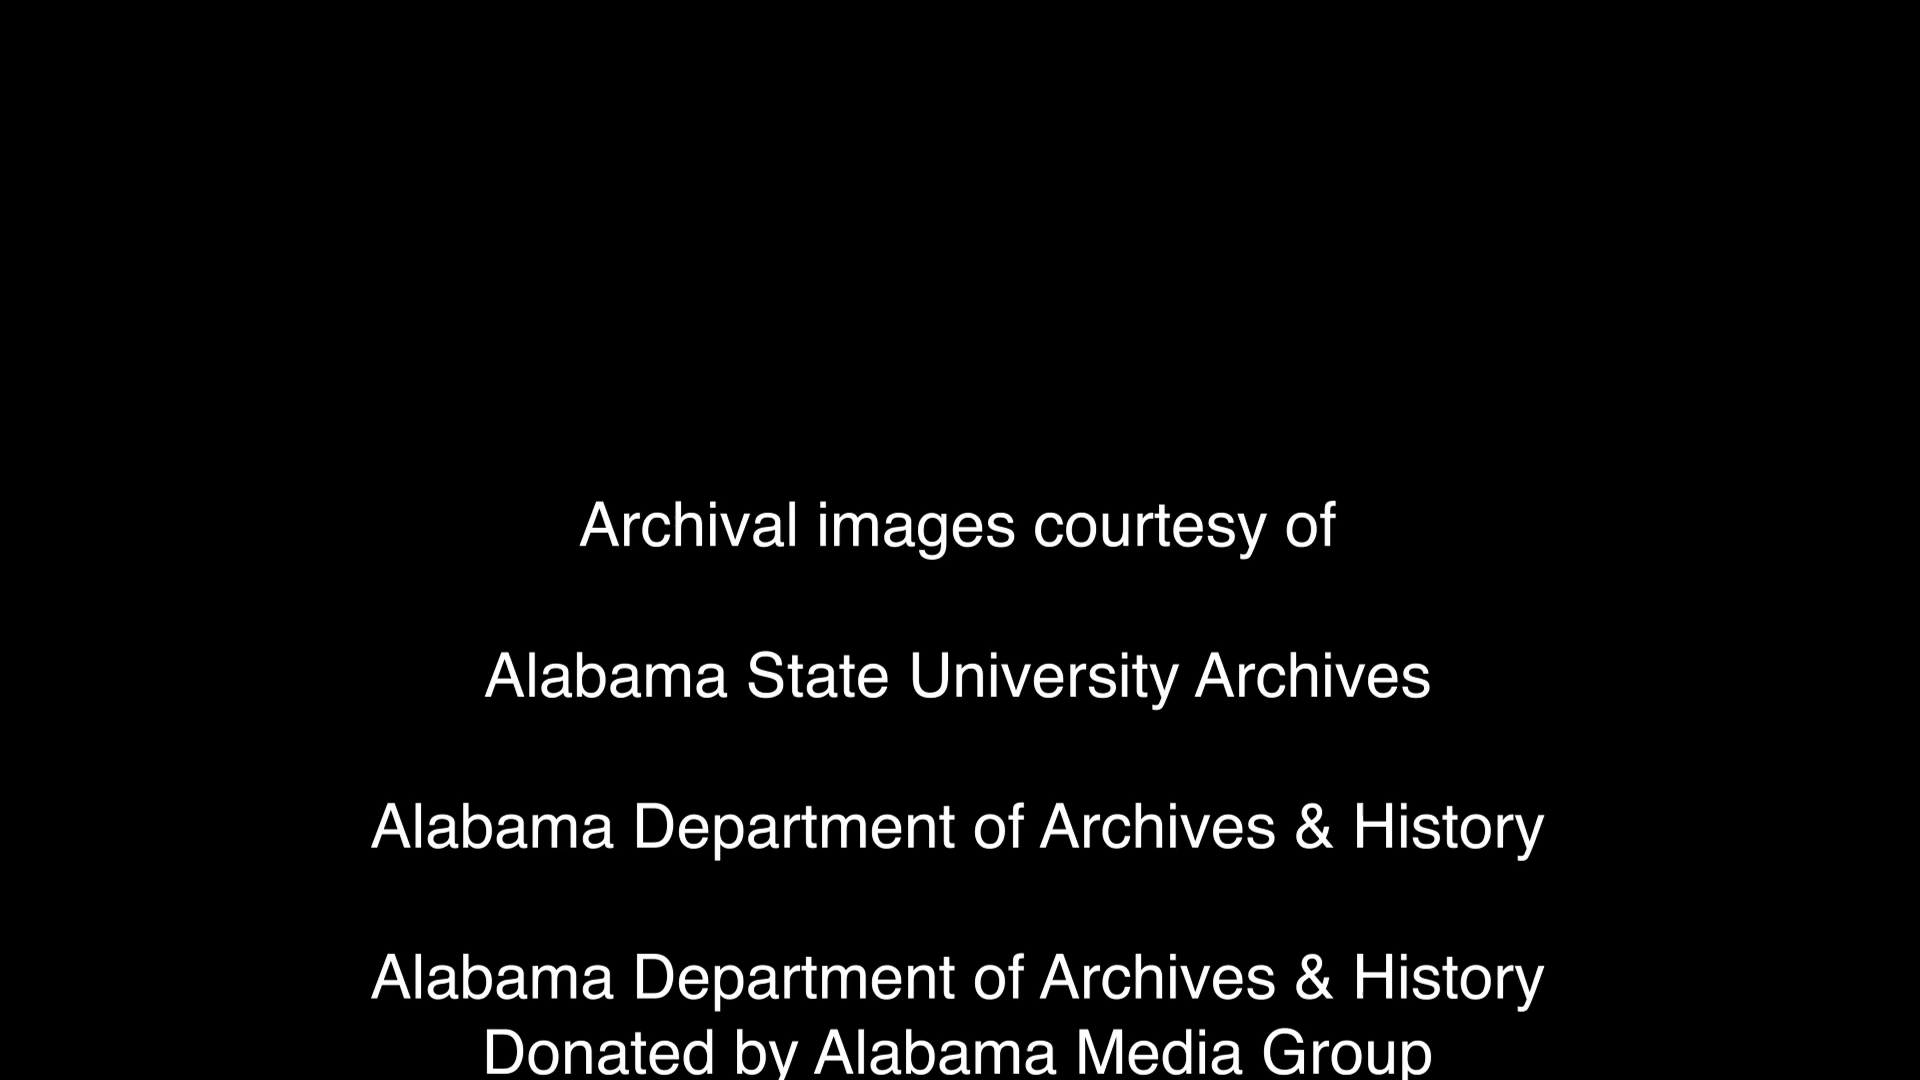 Archival images courtesy of
Alabama State University Archives
Alabama Department of Archives & History
Alabama Department of Archives & History
Donated by Alabama Media Group